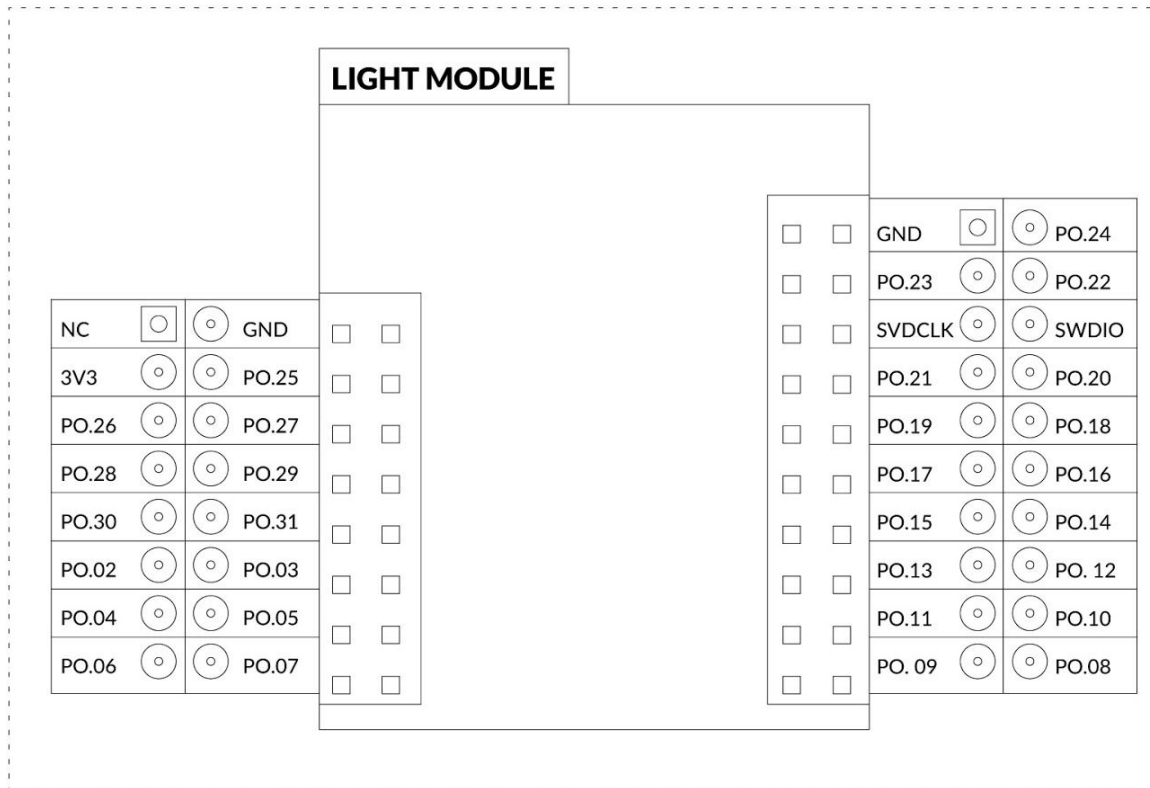 LIGHT MODULE
GND PO.24
PO.23 PO.22
SVDCLK SWDIO
PO.21 PO.20
PO.19 PO.18
PO.17 PO.16
PO.15 PO.14
PO.13 PO. 12
PO.11 PO.10
PO. 09 PO.08
NC GND
3V3 PO.25
PO.26 PO.27
PO.28 PO.29
PO.30 PO.31
PO.02 PO.03
PO.04 PO.05
PO.06 PO.07